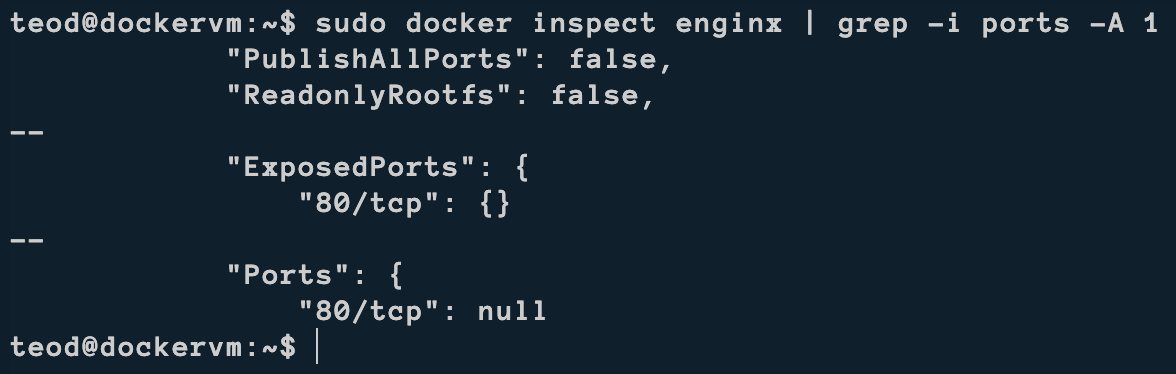 teod@dockervm:~$ sudo docker inspect enginx | grep -i ports -A 1
            "PublishAllPorts": false,
            "ReadonlyRootfs": false,
--
            "ExposedPorts": {
                "80/tcp": {}
--
            "Ports": {
                "80/tcp": null
teod@dockervm:~$